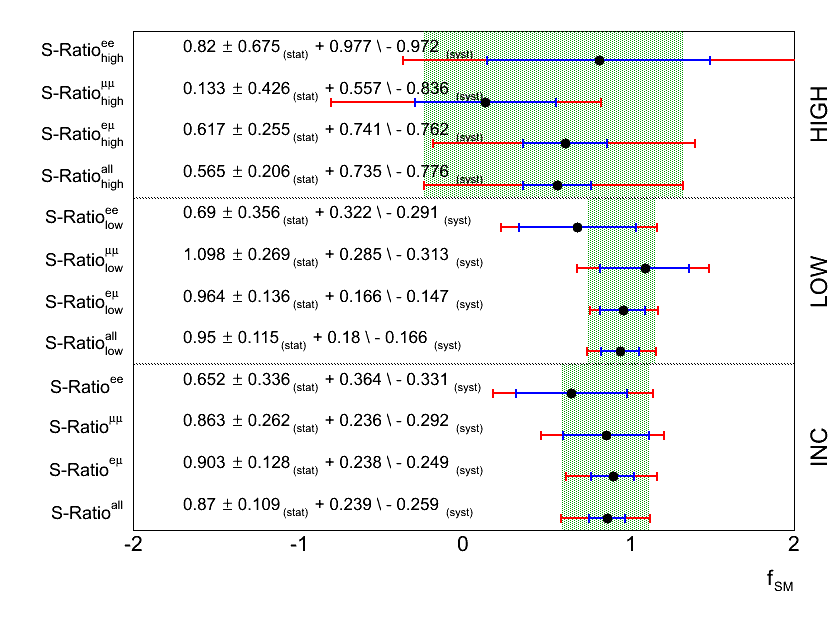 S-Ratio^ee_high 0.82 ± 0.675 (stat) + 0.977 \ - 0.972 (syst)
S-Ratio^μμ_high 0.133 ± 0.426 (stat) + 0.557 \ - 0.836 (syst)
S-Ratio^eμ_high 0.617 ± 0.255 (stat) + 0.741 \ - 0.762 (syst)
S-Ratio^all_high 0.565 ± 0.206 (stat) + 0.735 \ - 0.776 (syst)
HIGH
S-Ratio^ee_low 0.69 ± 0.356 (stat) + 0.322 \ - 0.291 (syst)
S-Ratio^μμ_low 1.098 ± 0.269 (stat) + 0.285 \ - 0.313 (syst)
S-Ratio^eμ_low 0.964 ± 0.136 (stat) + 0.166 \ - 0.147 (syst)
S-Ratio^all_low 0.95 ± 0.115 (stat) + 0.18 \ - 0.166 (syst)
LOW
S-Ratio^ee 0.652 ± 0.336 (stat) + 0.364 \ - 0.331 (syst)
S-Ratio^μμ 0.863 ± 0.262 (stat) + 0.236 \ - 0.292 (syst)
S-Ratio^eμ 0.903 ± 0.128 (stat) + 0.238 \ - 0.249 (syst)
S-Ratio^all 0.87 ± 0.109 (stat) + 0.239 \ - 0.259 (syst)
INC
-2 -1 0 1 2
f_SM